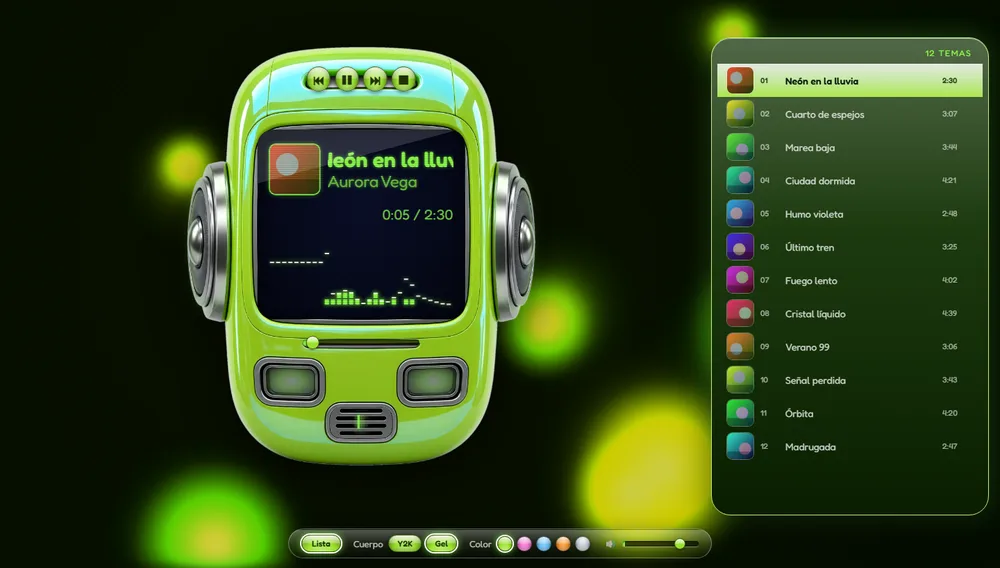 león en la lluv
Aurora Vega
0:05 / 2:30
12 TEMAS
01 Neón en la lluvia 2:30
02 Cuarto de espejos 3:07
03 Marea baja 3:44
04 Ciudad dormida 4:21
05 Humo violeta 2:48
06 Último tren 3:25
07 Fuego lento 4:02
08 Cristal líquido 4:39
09 Verano 99 3:06
10 Señal perdida 3:43
11 Órbita 4:20
12 Madrugada 2:47
Lista Cuerpo Y2K Gel Color